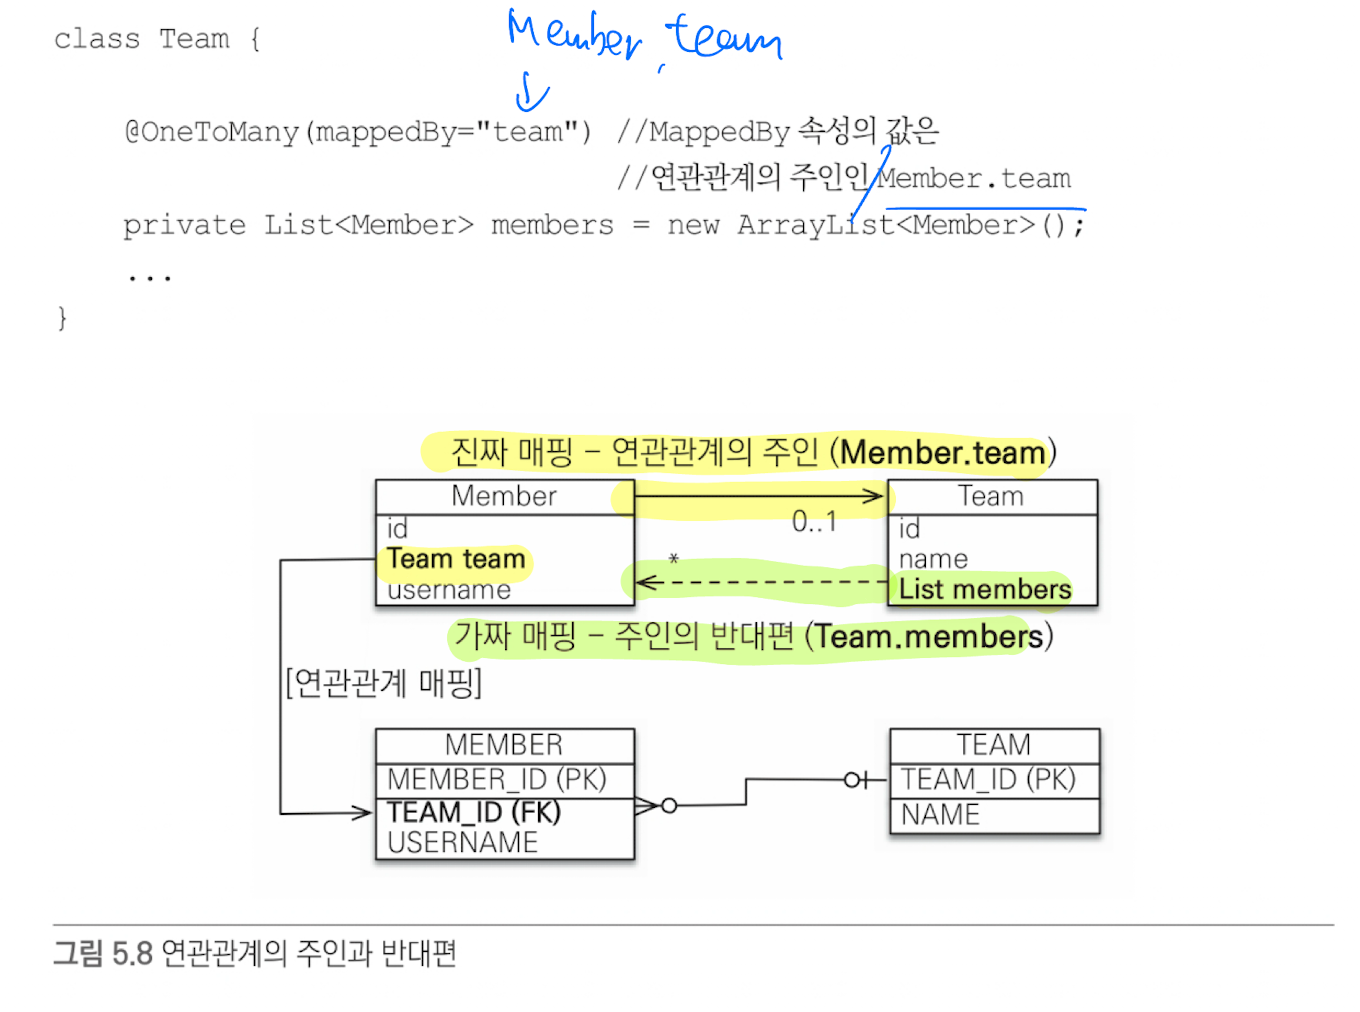 Member.team
class Team {
@OneToMany(mappedBy="team") //MappedBy 속성의 값은
//연관관계의 주인인 Member.team
private List<Member> members = new ArrayList<Member>();
...
}
진짜 매핑 – 연관관계의 주인 (Member.team)
Member
id
Team team
username
0..1
*
Team
id
name
List members
가짜 매핑 – 주인의 반대편 (Team.members)
[연관관계 매핑]
MEMBER
MEMBER_ID (PK)
TEAM_ID (FK)
USERNAME
TEAM
TEAM_ID (PK)
NAME
그림 5.8 연관관계의 주인과 반대편